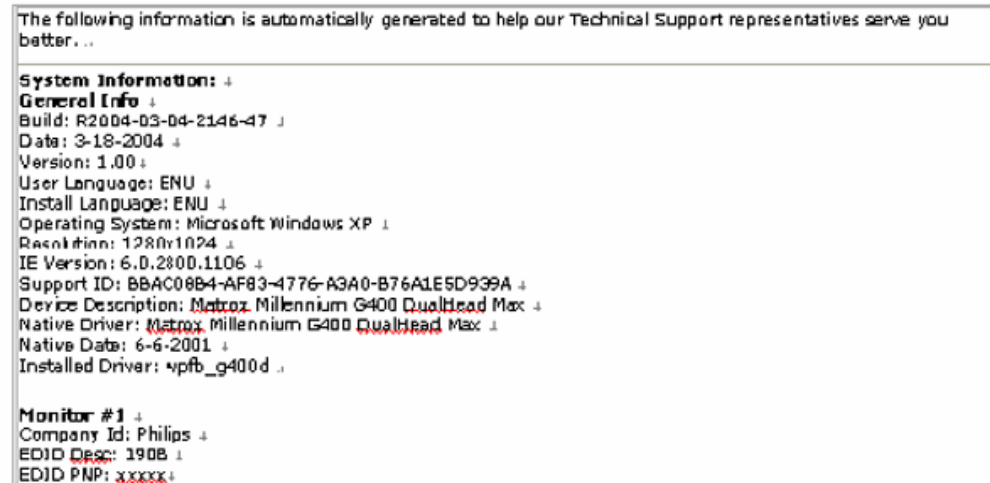 The following information is automatically generated to help our Technical Support representatives serve you
better...
System Information:
General Info
Build: R2004-03-04-2146-47
Date: 3-18-2004
Version: 1.00
User Language: ENU
Install Language: ENU
Operating System: Microsoft Windows XP
Resolution: 1280x1024
IE Version: 6.0.2800.1106
Support ID: BBAC08B4-AF83-4776-A3A0-B76A1E5D939A
Device Description: Matrox Millennium G400 DualHead Max
Native Driver: Matrox Millennium G400 DualHead Max
Native Date: 6-6-2001
Installed Driver: vpfb_g400d
Monitor #1
Company Id: Philips
EDID Desc: 190B
EDID PNP: xxxxx